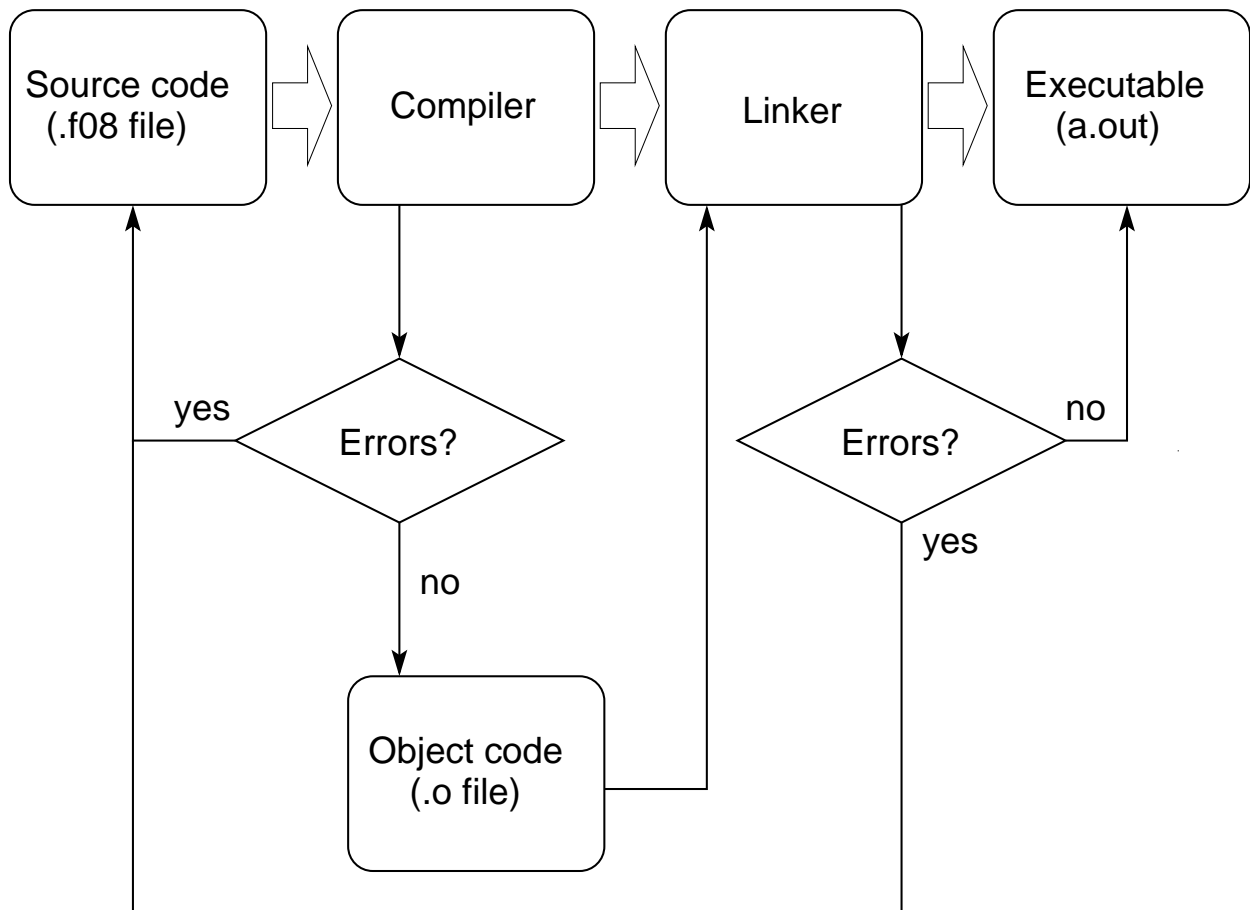 Source code
(.f08 file)
Compiler
Linker
Executable
(a.out)
yes
Errors?
no
Object code
(.o file)
Errors?
no
yes